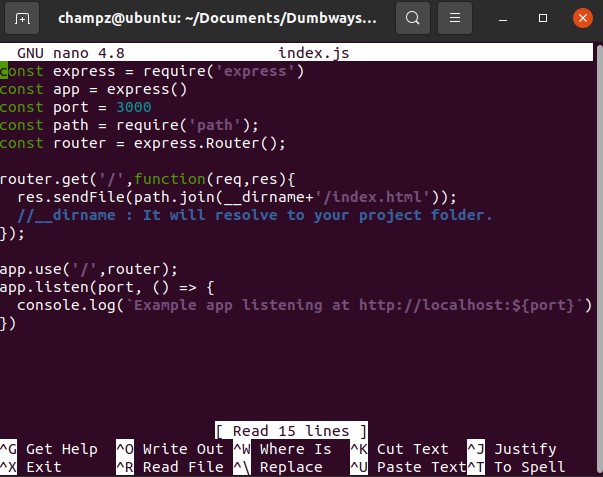 champz@ubuntu: ~/Documents/Dumbways...
GNU nano 4.8 index.js
const express = require('express')
const app = express()
const port = 3000
const path = require('path');
const router = express.Router();
router.get('/',function(req,res){
  res.sendFile(path.join(__dirname+'/index.html'));
  //__dirname : It will resolve to your project folder.
});
app.use('/',router);
app.listen(port, () => {
  console.log(`Example app listening at http://localhost:${port}`)
})
[ Read 15 lines ]
^G Get Help ^O Write Out ^W Where Is ^K Cut Text ^J Justify
^X Exit ^R Read File ^\ Replace ^U Paste Text ^T To Spell